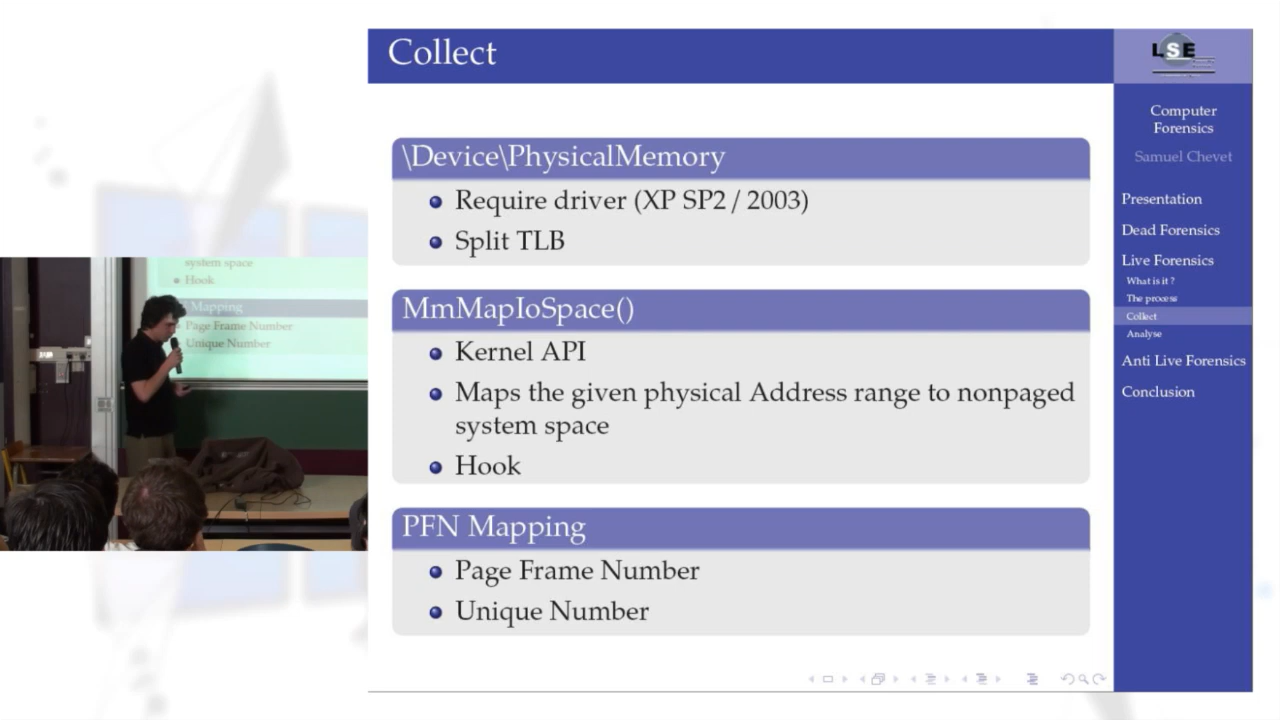 Collect
\Device\PhysicalMemory
Require driver (XP SP2 / 2003)
Split TLB
MmMapIoSpace()
Kernel API
Maps the given physical Address range to nonpaged
system space
Hook
PFN Mapping
Page Frame Number
Unique Number
LSE
Computer
Forensics
Samuel Chevet
Presentation
Dead Forensics
Live Forensics
What is it ?
The process
Collect
Analyse
Anti Live Forensics
Conclusion
system space
Hook
Mapping
Page Frame Number
Unique Number